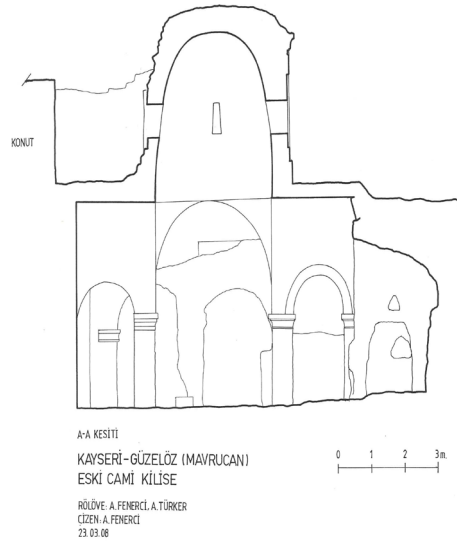 KONUT
A-A KESİTİ
KAYSERİ-GÜZELÖZ (MAVRUCAN)
ESKİ CAMİ KİLİSE
RÖLÖVE: A.FENERCİ, A.TÜRKER
ÇİZEN: A.FENERCİ
23.03.08
0 1 2 3m.